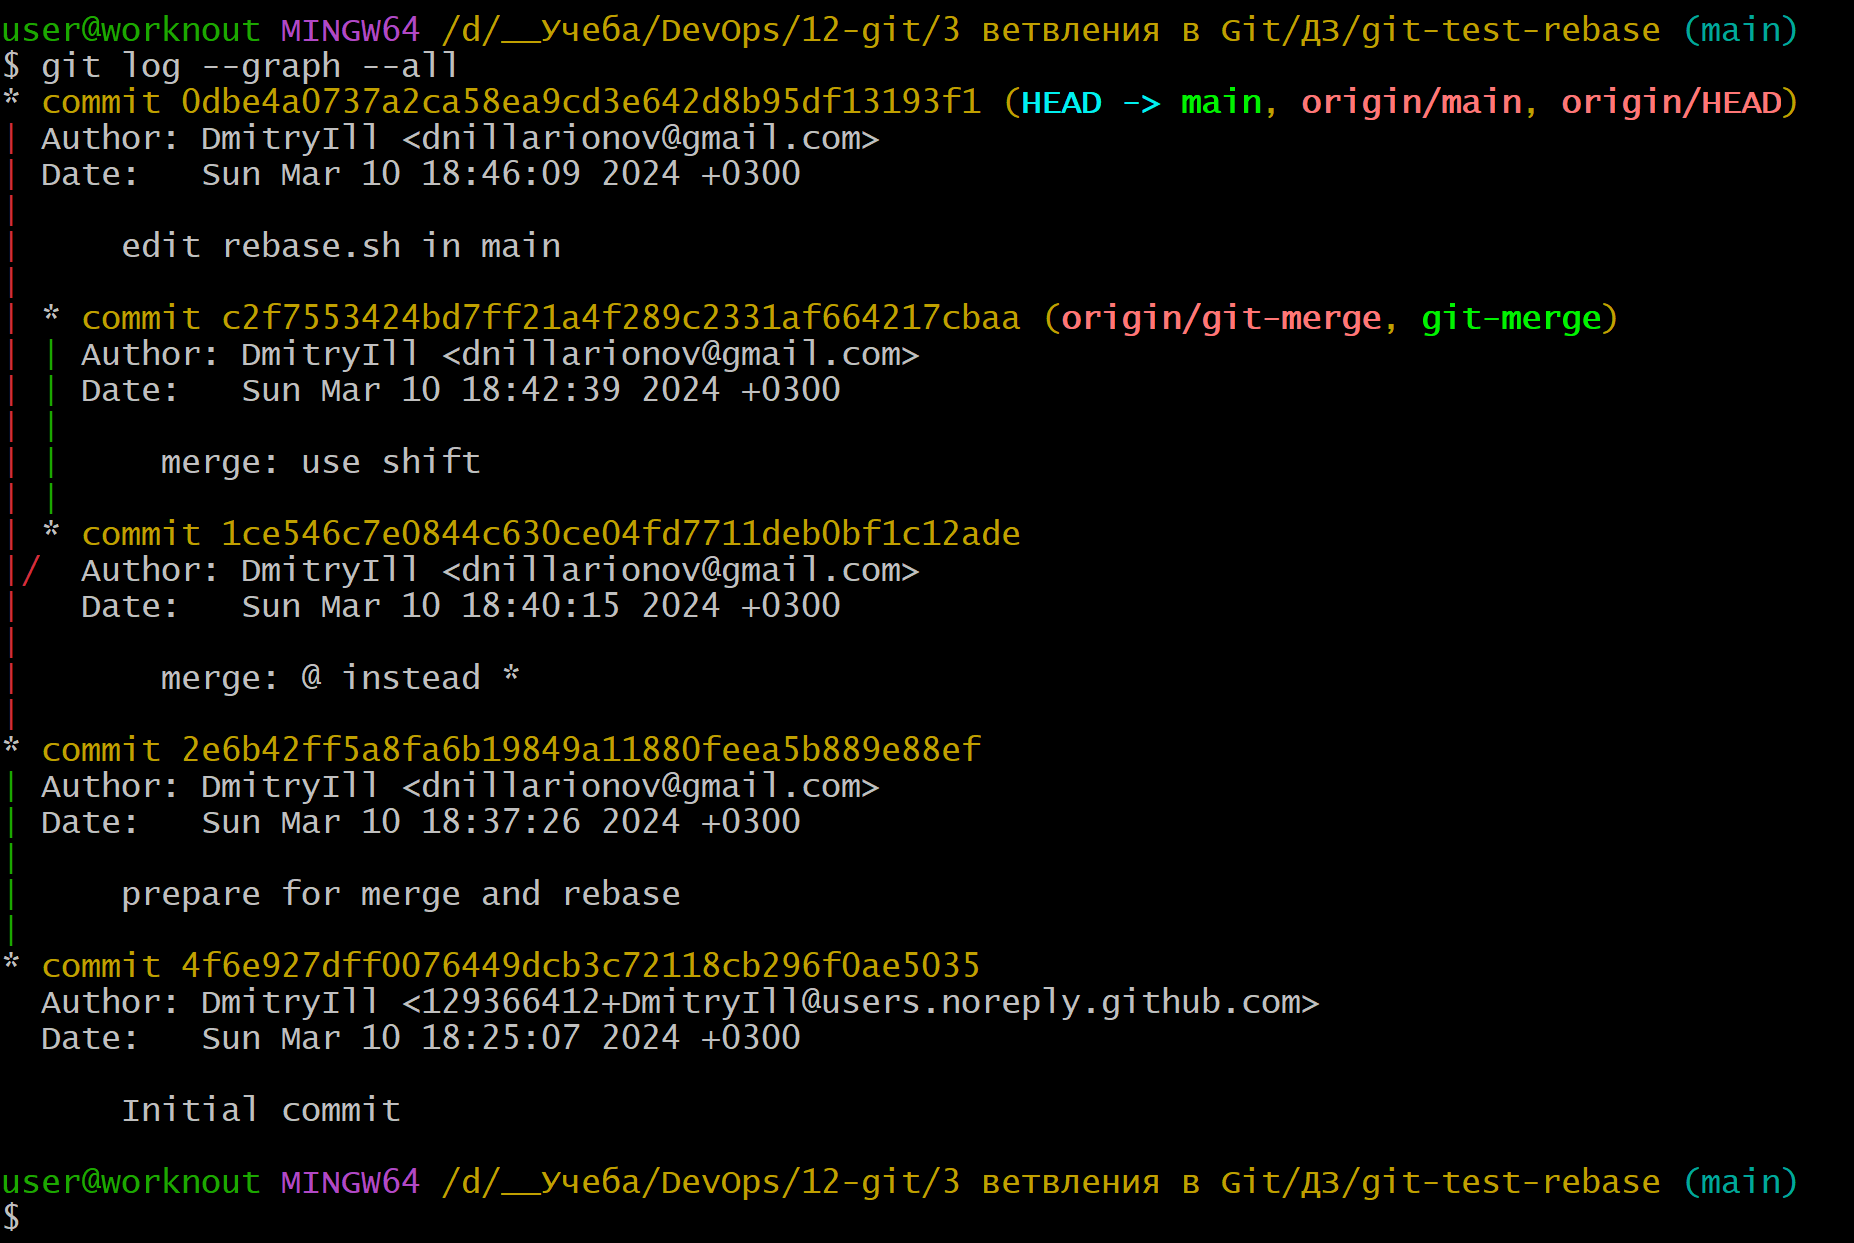 user@worknout MINGW64 /d/__Учеба/DevOps/12-git/3 ветвления в Git/ДЗ/git-test-rebase (main)
$ git log --graph --all
* commit 0dbe4a0737a2ca58ea9cd3e642d8b95df13193f1 (HEAD -> main, origin/main, origin/HEAD)
| Author: DmitryIll <dnillarionov@gmail.com>
| Date:   Sun Mar 10 18:46:09 2024 +0300
|
|     edit rebase.sh in main
|
| * commit c2f7553424bd7ff21a4f289c2331af664217cbaa (origin/git-merge, git-merge)
| | Author: DmitryIll <dnillarionov@gmail.com>
| | Date:   Sun Mar 10 18:42:39 2024 +0300
| |
| |     merge: use shift
| |
| * commit 1ce546c7e0844c630ce04fd7711deb0bf1c12ade
|/  Author: DmitryIll <dnillarionov@gmail.com>
|   Date:   Sun Mar 10 18:40:15 2024 +0300
|
|       merge: @ instead *
|
* commit 2e6b42ff5a8fa6b19849a11880feea5b889e88ef
| Author: DmitryIll <dnillarionov@gmail.com>
| Date:   Sun Mar 10 18:37:26 2024 +0300
|
|     prepare for merge and rebase
|
* commit 4f6e927dff0076449dcb3c72118cb296f0ae5035
  Author: DmitryIll <129366412+DmitryIll@users.noreply.github.com>
  Date:   Sun Mar 10 18:25:07 2024 +0300

      Initial commit

user@worknout MINGW64 /d/__Учеба/DevOps/12-git/3 ветвления в Git/ДЗ/git-test-rebase (main)
$